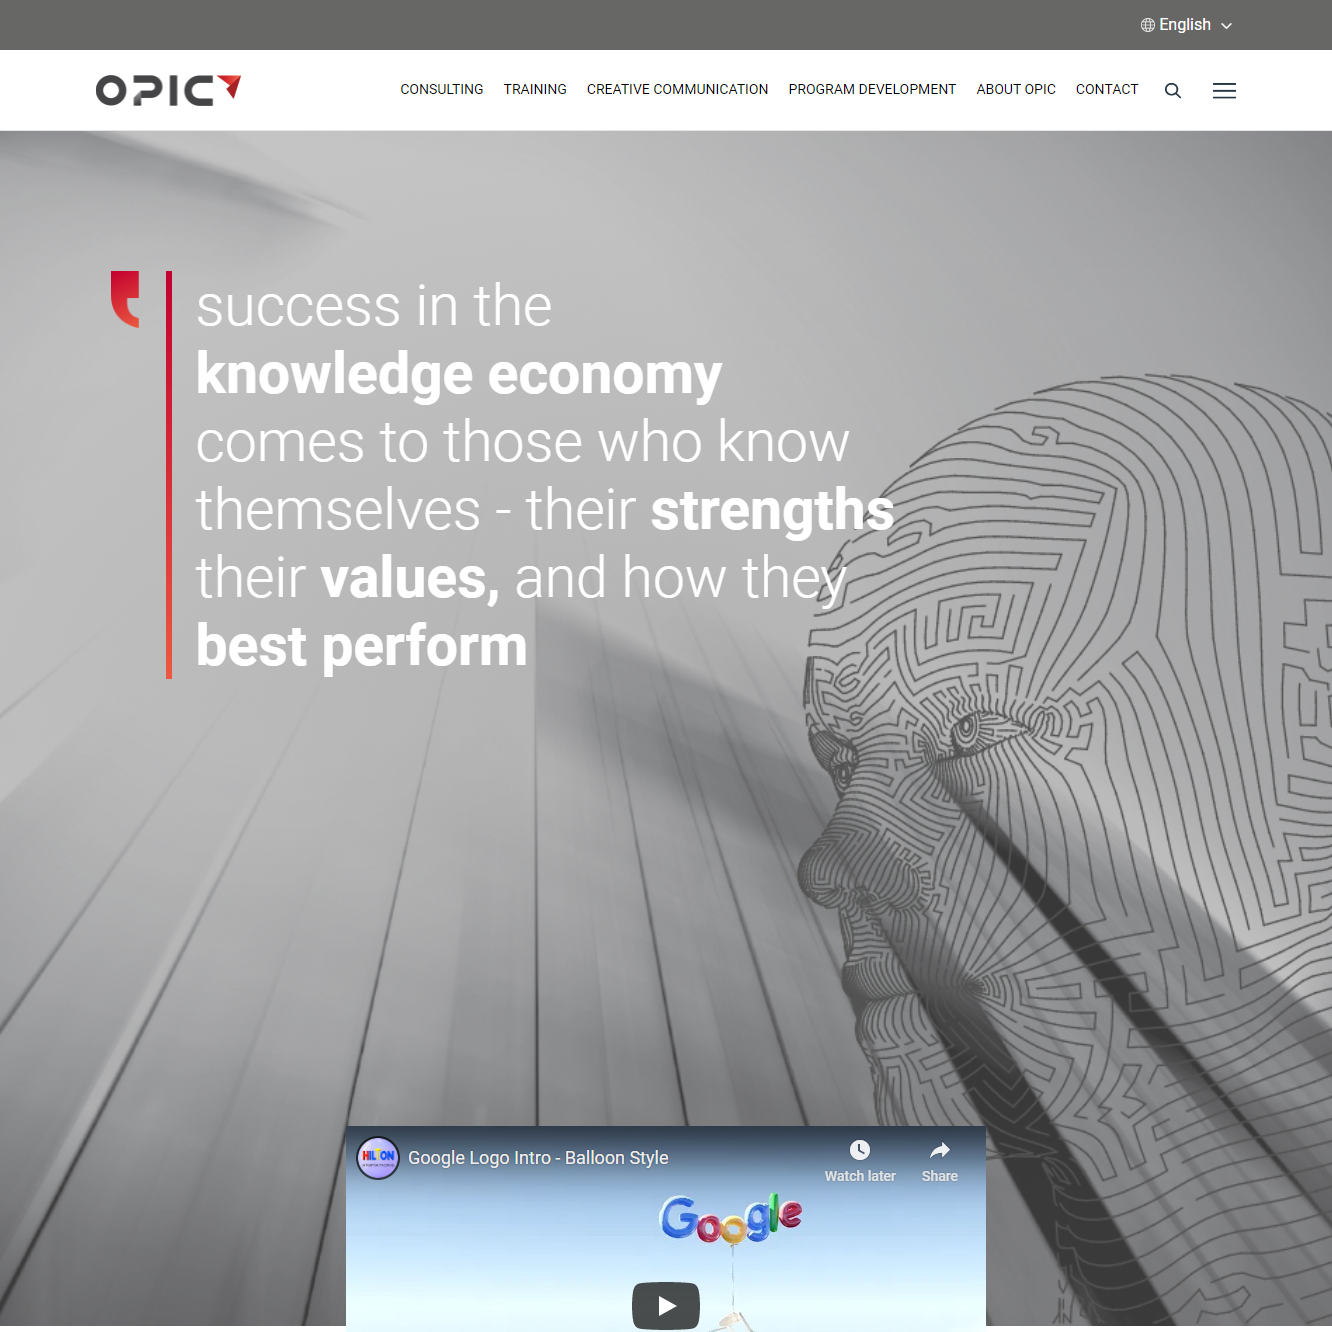 English
OPIC
CONSULTING TRAINING CREATIVE COMMUNICATION PROGRAM DEVELOPMENT ABOUT OPIC CONTACT
success in the
knowledge economy
comes to those who know
themselves - their strengths
their values, and how they
best perform
HILTON
Google Logo Intro - Balloon Style
Watch later Share
Google